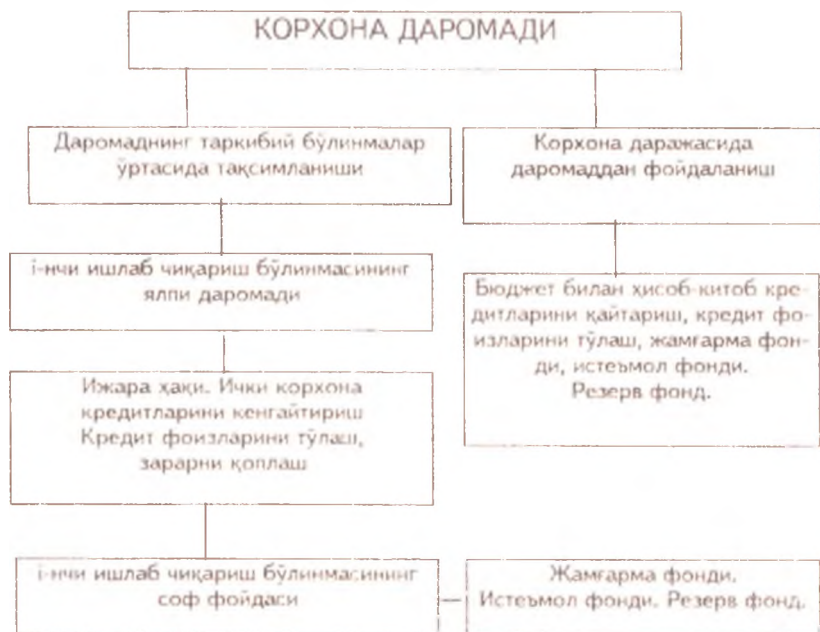 КОРХОНА ДАРОМАДИ
Даромаднинг таркибий бўлинмалар
ўртасида тақсимланиши
Корхона даражасида
даромаддан фойдаланиш
i-нчи ишлаб чиқариш бўлинмасининг
ялпи даромади
Бюджет билан ҳисоб-китоб кре-
дитларини қайтариш, кредит фо-
изларини тўлаш, жамғарма фон-
ди, истеъмол фонди.
Резерв фонд.
Ижара ҳақи. Ички корхона
кредитларини кенгайтириш
Кредит фоизларини тўлаш,
зарарни қоплаш
i-нчи ишлаб чиқариш бўлинмасининг
соф фойдаси
Жамғарма фонди.
Истеъмол фонди. Резерв фонд.